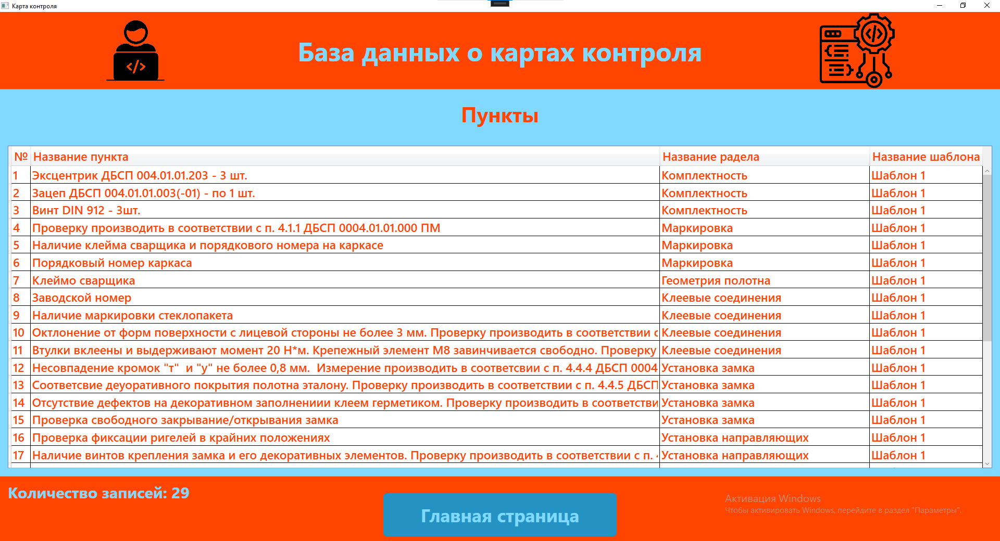 Карта контроля
База данных о картах контроля
Пункты
№ Название пункта Название радела Название шаблона
1 Эксцентрик ДБСП 004.01.01.203 - 3 шт. Комплектность Шаблон 1
2 Зацеп ДБСП 004.01.01.003(-01) - по 1 шт. Комплектность Шаблон 1
3 Винт DIN 912 - 3шт. Комплектность Шаблон 1
4 Проверку производить в соответствии с п. 4.1.1 ДБСП 0004.01.01.000 ПМ Маркировка Шаблон 1
5 Наличие клейма сварщика и порядкового номера на каркасе Маркировка Шаблон 1
6 Порядковый номер каркаса Маркировка Шаблон 1
7 Клеймо сварщика Геометрия полотна Шаблон 1
8 Заводской номер Клеевые соединения Шаблон 1
9 Наличие маркировки стеклопакета Клеевые соединения Шаблон 1
10 Октлонение от форм поверхности с лицевой стороны не более 3 мм. Проверку производить в соответствии с Клеевые соединения Шаблон 1
11 Втулки вклеены и выдерживают момент 20 Н*м. Крепежный элемент М8 завинчивается свободно. Проверку Клеевые соединения Шаблон 1
12 Несовпадение кромок "т"  и "у" не более 0,8 мм.  Измерение производить в соответсвии с п. 4.4.4 ДБСП 0004 Установка замка Шаблон 1
13 Соответсвие деуоративного покрытия полотна эталону. Проверку производить в соответствии с п. 4.4.5 ДБСП Установка замка Шаблон 1
14 Отсутствие дефектов на декоративном заполнениии клеем герметиком. Проверку производить в соответстви Установка замка Шаблон 1
15 Проверка свободного закрывание/открывания замка Установка замка Шаблон 1
16 Проверка фиксации ригелей в крайних положениях Установка направляющих Шаблон 1
17 Наличие винтов крепления замка и его декоративных элементов. Проверку производить в соответствии с п. Установка направляющих Шаблон 1
Количество записей: 29
Главная страница
Активация Windows
Чтобы активировать Windows, перейдите в раздел "Параметры".